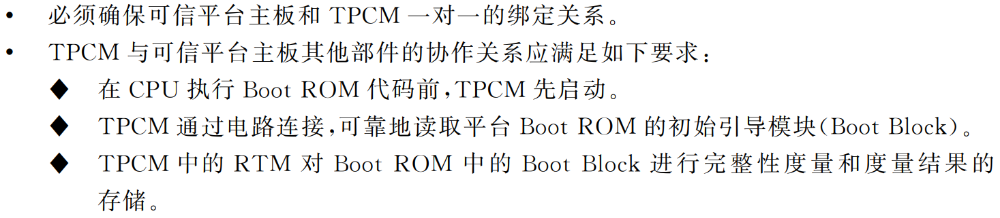 • 必须确保可信平台主板和 TPCM 一对一的绑定关系。
• TPCM 与可信平台主板其他部件的协作关系应满足如下要求：
◆ 在 CPU 执行 Boot ROM 代码前,TPCM 先启动。
◆ TPCM 通过电路连接,可靠地读取平台 Boot ROM 的初始引导模块(Boot Block)。
◆ TPCM 中的 RTM 对 Boot ROM 中的 Boot Block 进行完整性度量和度量结果的
存储。